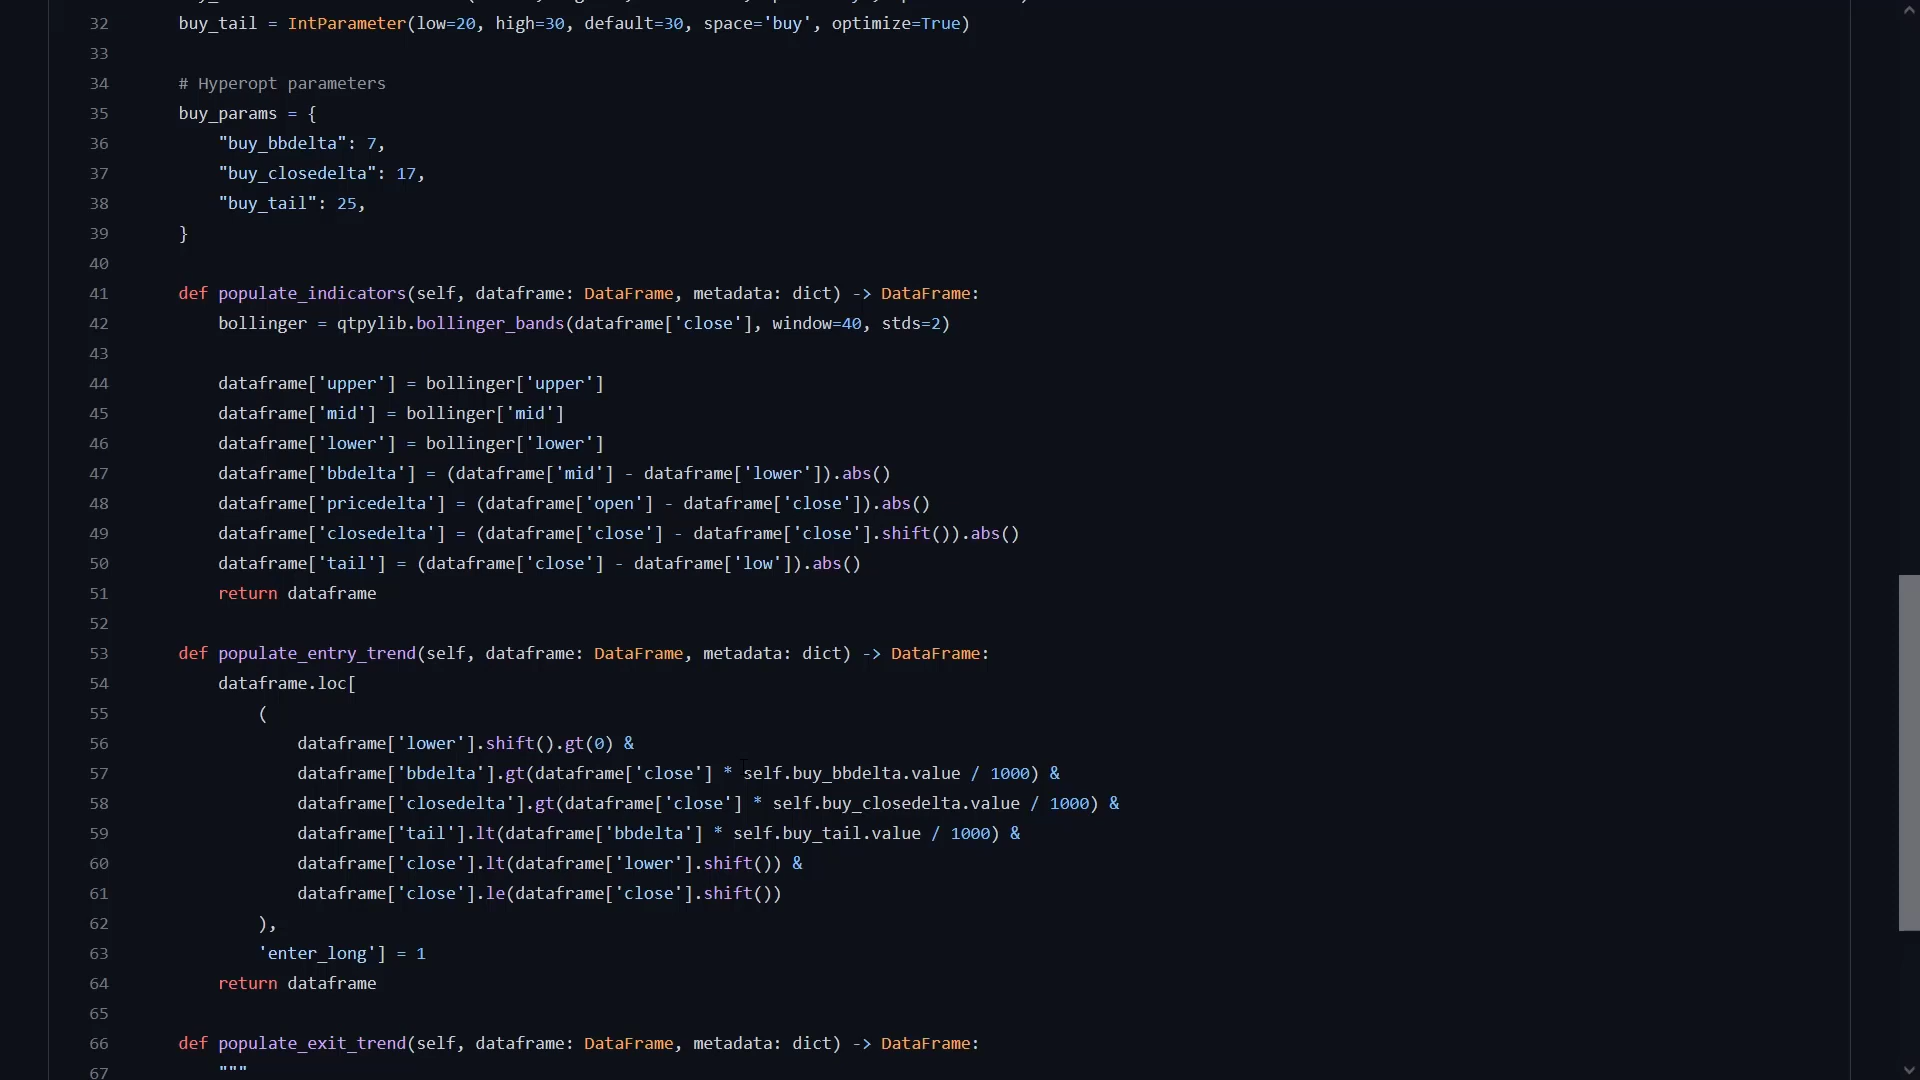 32 buy_tail = IntParameter(low=20, high=30, default=30, space='buy', optimize=True)
33
34 # Hyperopt parameters
35 buy_params = {
36 "buy_bbdelta": 7,
37 "buy_closedelta": 17,
38 "buy_tail": 25,
39 }
40
41 def populate_indicators(self, dataframe: DataFrame, metadata: dict) -> DataFrame:
42 bollinger = qtpylib.bollinger_bands(dataframe['close'], window=40, stds=2)
43
44 dataframe['upper'] = bollinger['upper']
45 dataframe['mid'] = bollinger['mid']
46 dataframe['lower'] = bollinger['lower']
47 dataframe['bbdelta'] = (dataframe['mid'] - dataframe['lower']).abs()
48 dataframe['pricedelta'] = (dataframe['open'] - dataframe['close']).abs()
49 dataframe['closedelta'] = (dataframe['close'] - dataframe['close'].shift()).abs()
50 dataframe['tail'] = (dataframe['close'] - dataframe['low']).abs()
51 return dataframe
52
53 def populate_entry_trend(self, dataframe: DataFrame, metadata: dict) -> DataFrame:
54 dataframe.loc[
55 (
56 dataframe['lower'].shift().gt(0) &
57 dataframe['bbdelta'].gt(dataframe['close'] * self.buy_bbdelta.value / 1000) &
58 dataframe['closedelta'].gt(dataframe['close'] * self.buy_closedelta.value / 1000) &
59 dataframe['tail'].lt(dataframe['bbdelta'] * self.buy_tail.value / 1000) &
60 dataframe['close'].lt(dataframe['lower'].shift()) &
61 dataframe['close'].le(dataframe['close'].shift())
62 ),
63 'enter_long'] = 1
64 return dataframe
65
66 def populate_exit_trend(self, dataframe: DataFrame, metadata: dict) -> DataFrame:
67 """